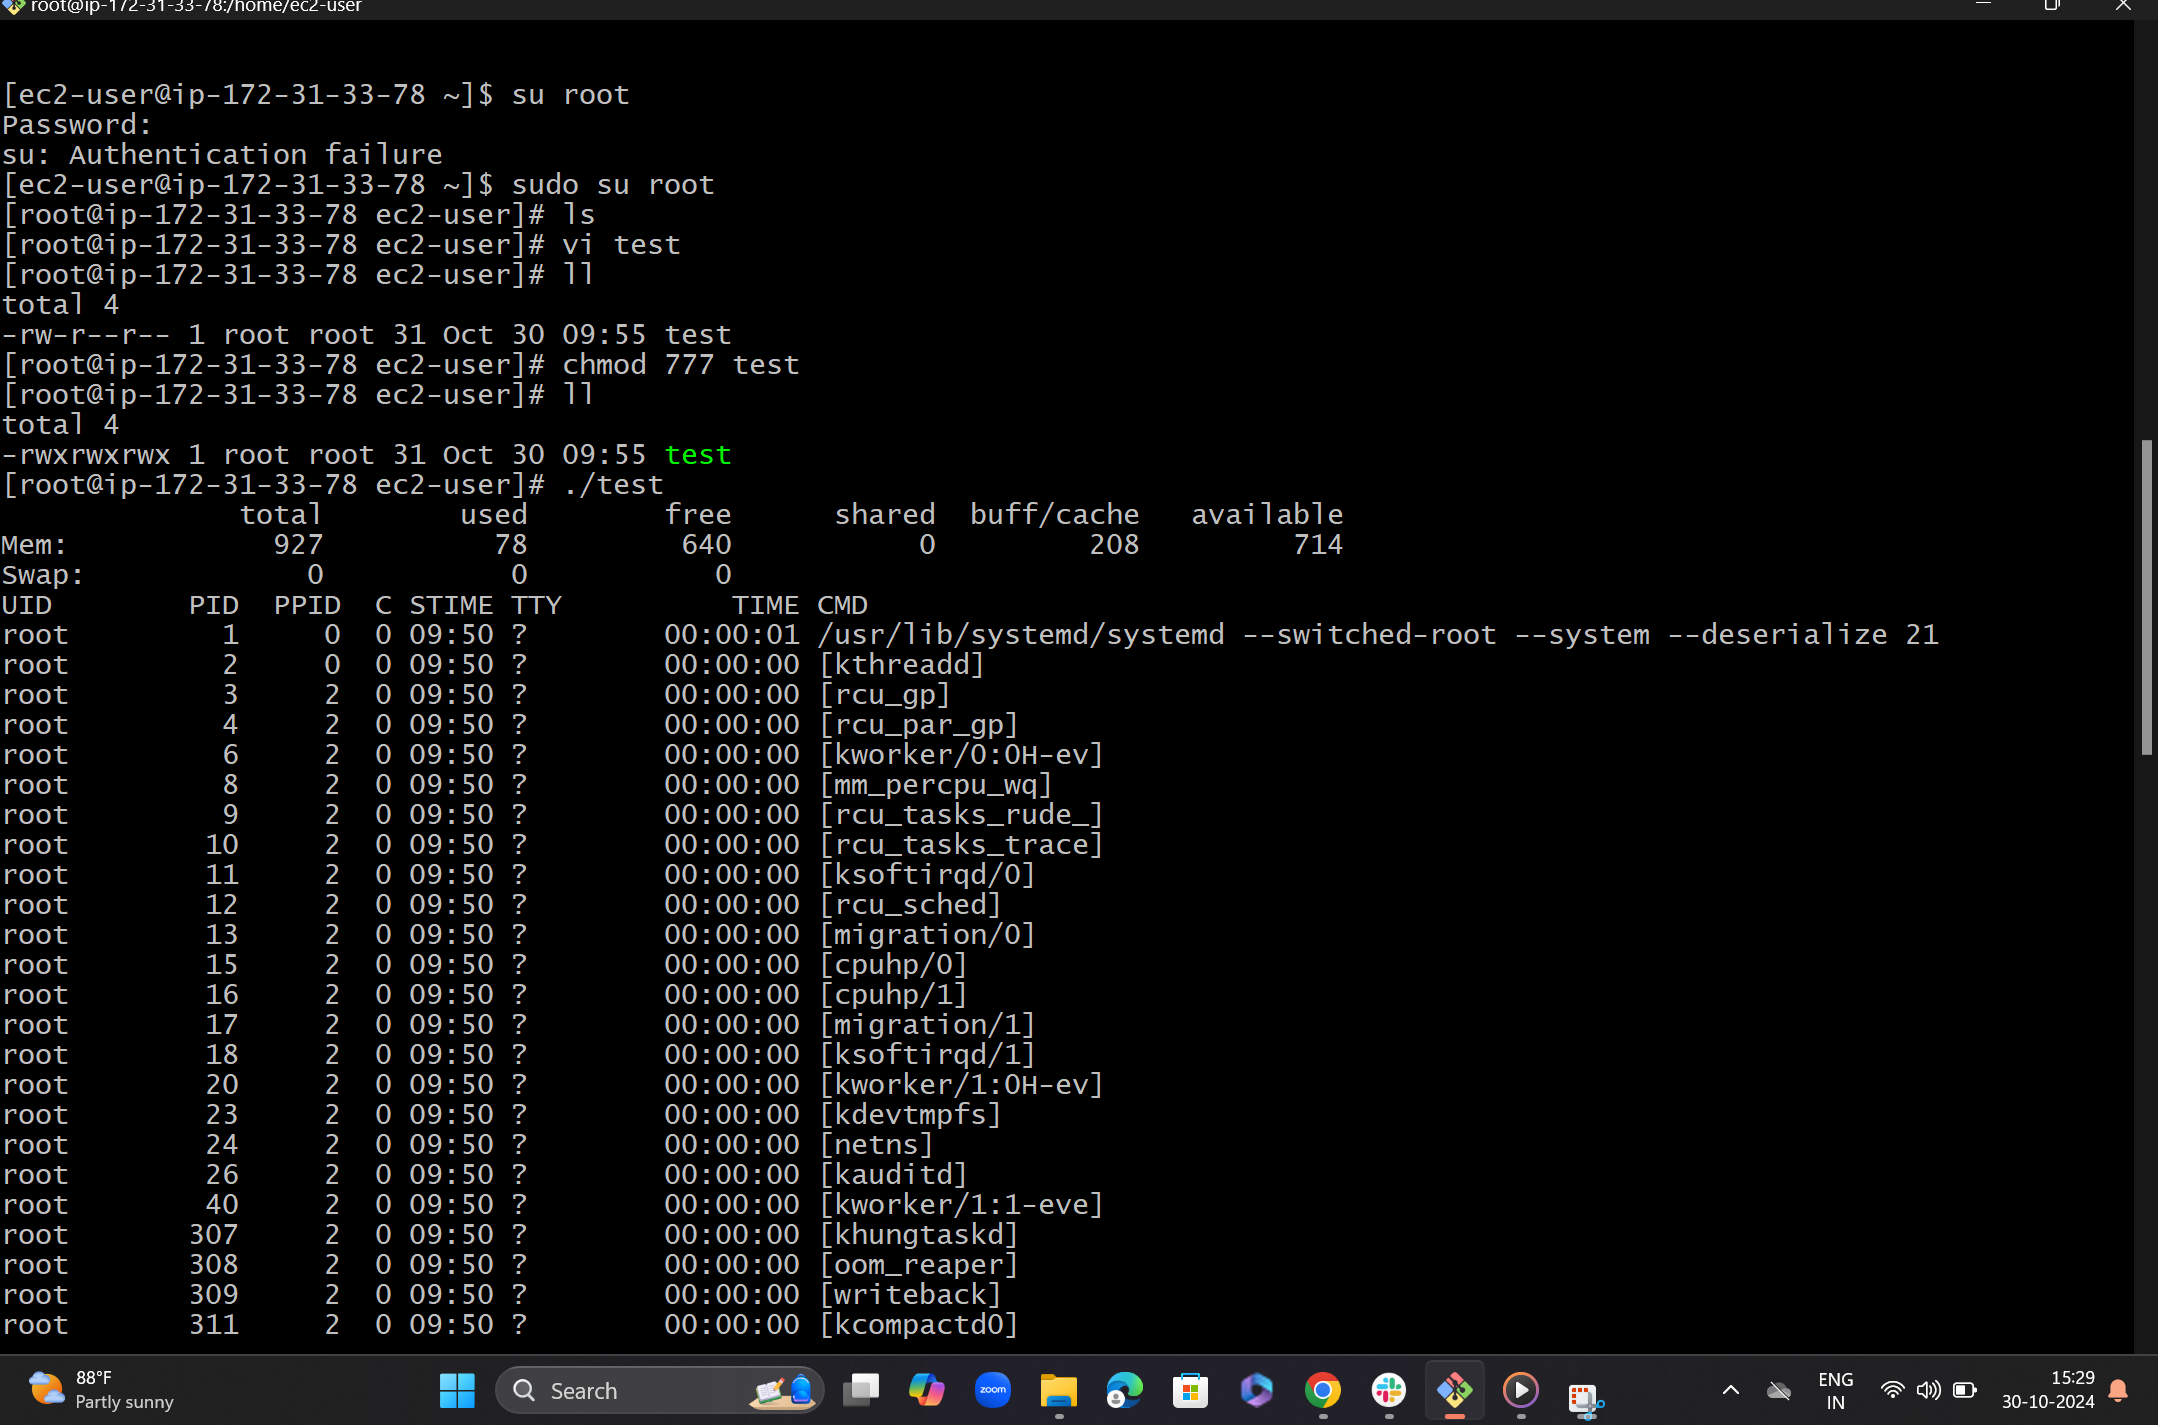 root@ip-172-31-33-78:/home/ec2-user
[ec2-user@ip-172-31-33-78 ~]$ su root
Password:
su: Authentication failure
[ec2-user@ip-172-31-33-78 ~]$ sudo su root
[root@ip-172-31-33-78 ec2-user]# ls
[root@ip-172-31-33-78 ec2-user]# vi test
[root@ip-172-31-33-78 ec2-user]# ll
total 4
-rw-r--r-- 1 root root 31 Oct 30 09:55 test
[root@ip-172-31-33-78 ec2-user]# chmod 777 test
[root@ip-172-31-33-78 ec2-user]# ll
total 4
-rwxrwxrwx 1 root root 31 Oct 30 09:55 test
[root@ip-172-31-33-78 ec2-user]# ./test
              total        used        free      shared  buff/cache   available
Mem:            927          78         640           0         208         714
Swap:             0           0           0
UID        PID  PPID  C STIME TTY          TIME CMD
root         1     0  0 09:50 ?        00:00:01 /usr/lib/systemd/systemd --switched-root --system --deserialize 21
root         2     0  0 09:50 ?        00:00:00 [kthreadd]
root         3     2  0 09:50 ?        00:00:00 [rcu_gp]
root         4     2  0 09:50 ?        00:00:00 [rcu_par_gp]
root         6     2  0 09:50 ?        00:00:00 [kworker/0:0H-ev]
root         8     2  0 09:50 ?        00:00:00 [mm_percpu_wq]
root         9     2  0 09:50 ?        00:00:00 [rcu_tasks_rude_]
root        10     2  0 09:50 ?        00:00:00 [rcu_tasks_trace]
root        11     2  0 09:50 ?        00:00:00 [ksoftirqd/0]
root        12     2  0 09:50 ?        00:00:00 [rcu_sched]
root        13     2  0 09:50 ?        00:00:00 [migration/0]
root        15     2  0 09:50 ?        00:00:00 [cpuhp/0]
root        16     2  0 09:50 ?        00:00:00 [cpuhp/1]
root        17     2  0 09:50 ?        00:00:00 [migration/1]
root        18     2  0 09:50 ?        00:00:00 [ksoftirqd/1]
root        20     2  0 09:50 ?        00:00:00 [kworker/1:0H-ev]
root        23     2  0 09:50 ?        00:00:00 [kdevtmpfs]
root        24     2  0 09:50 ?        00:00:00 [netns]
root        26     2  0 09:50 ?        00:00:00 [kauditd]
root        40     2  0 09:50 ?        00:00:00 [kworker/1:1-eve]
root       307     2  0 09:50 ?        00:00:00 [khungtaskd]
root       308     2  0 09:50 ?        00:00:00 [oom_reaper]
root       309     2  0 09:50 ?        00:00:00 [writeback]
root       311     2  0 09:50 ?        00:00:00 [kcompactd0]
88°F
Partly sunny
Search
zoom
ENG
IN
15:29
30-10-2024